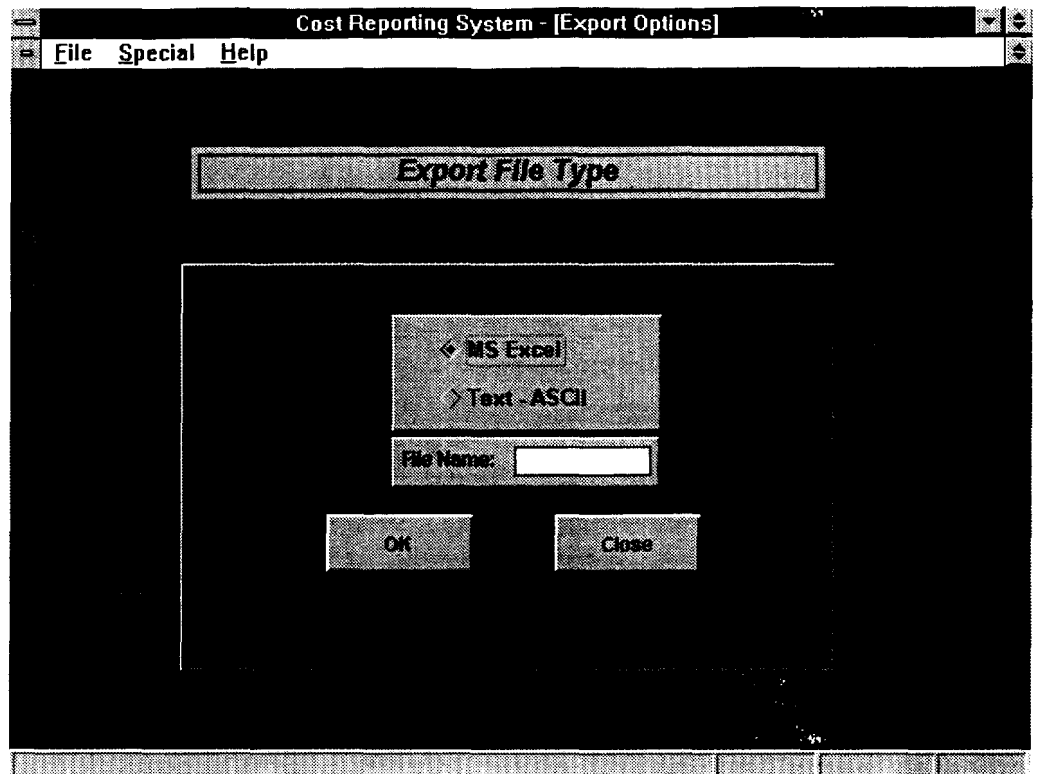 Cost Reporting System - [Export Options]
File Special Help
Export File Type
MS Excel
Text - ASCII
File Name:
OK Close